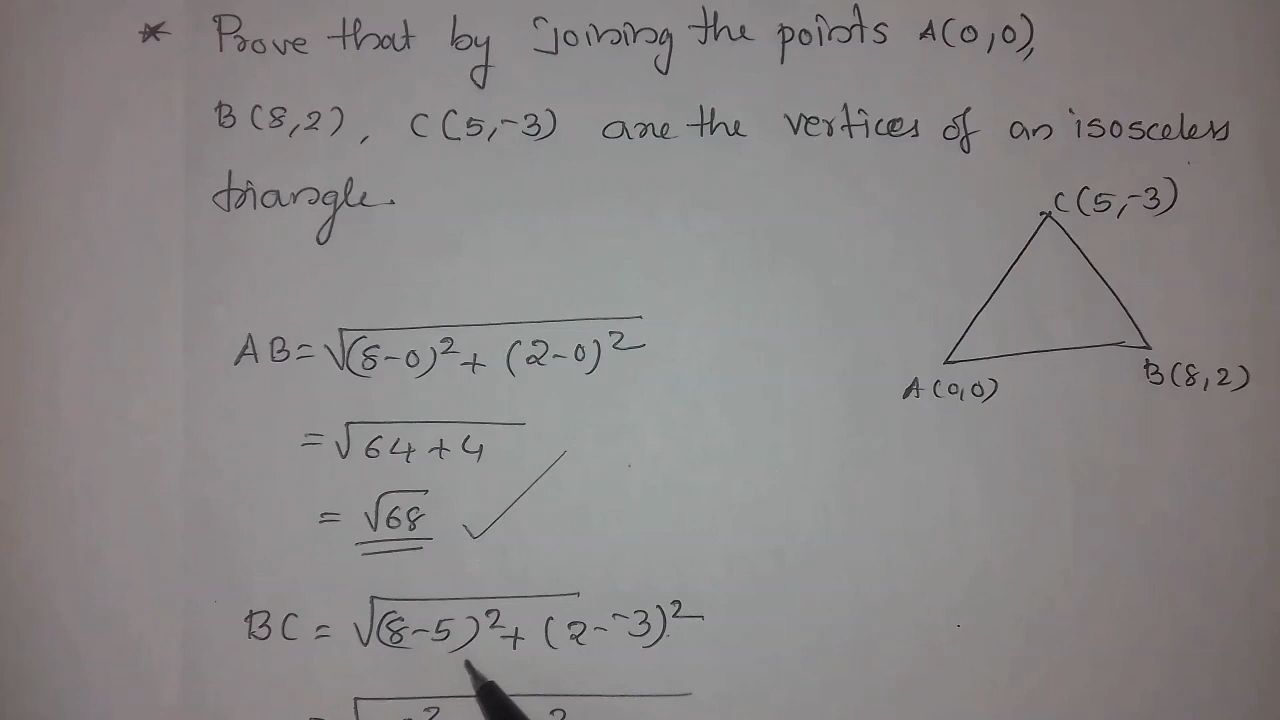 * Prove that by joining the points A(0,0),
B(8,2), C(5,-3) are the vertices of an isosceless
triangle.
C(5,-3)
A(0,0)
B(8,2)
AB=√(8-0)²+(2-0)²
=√64+4
=√68
BC=√(8-5)²+(2--3)²